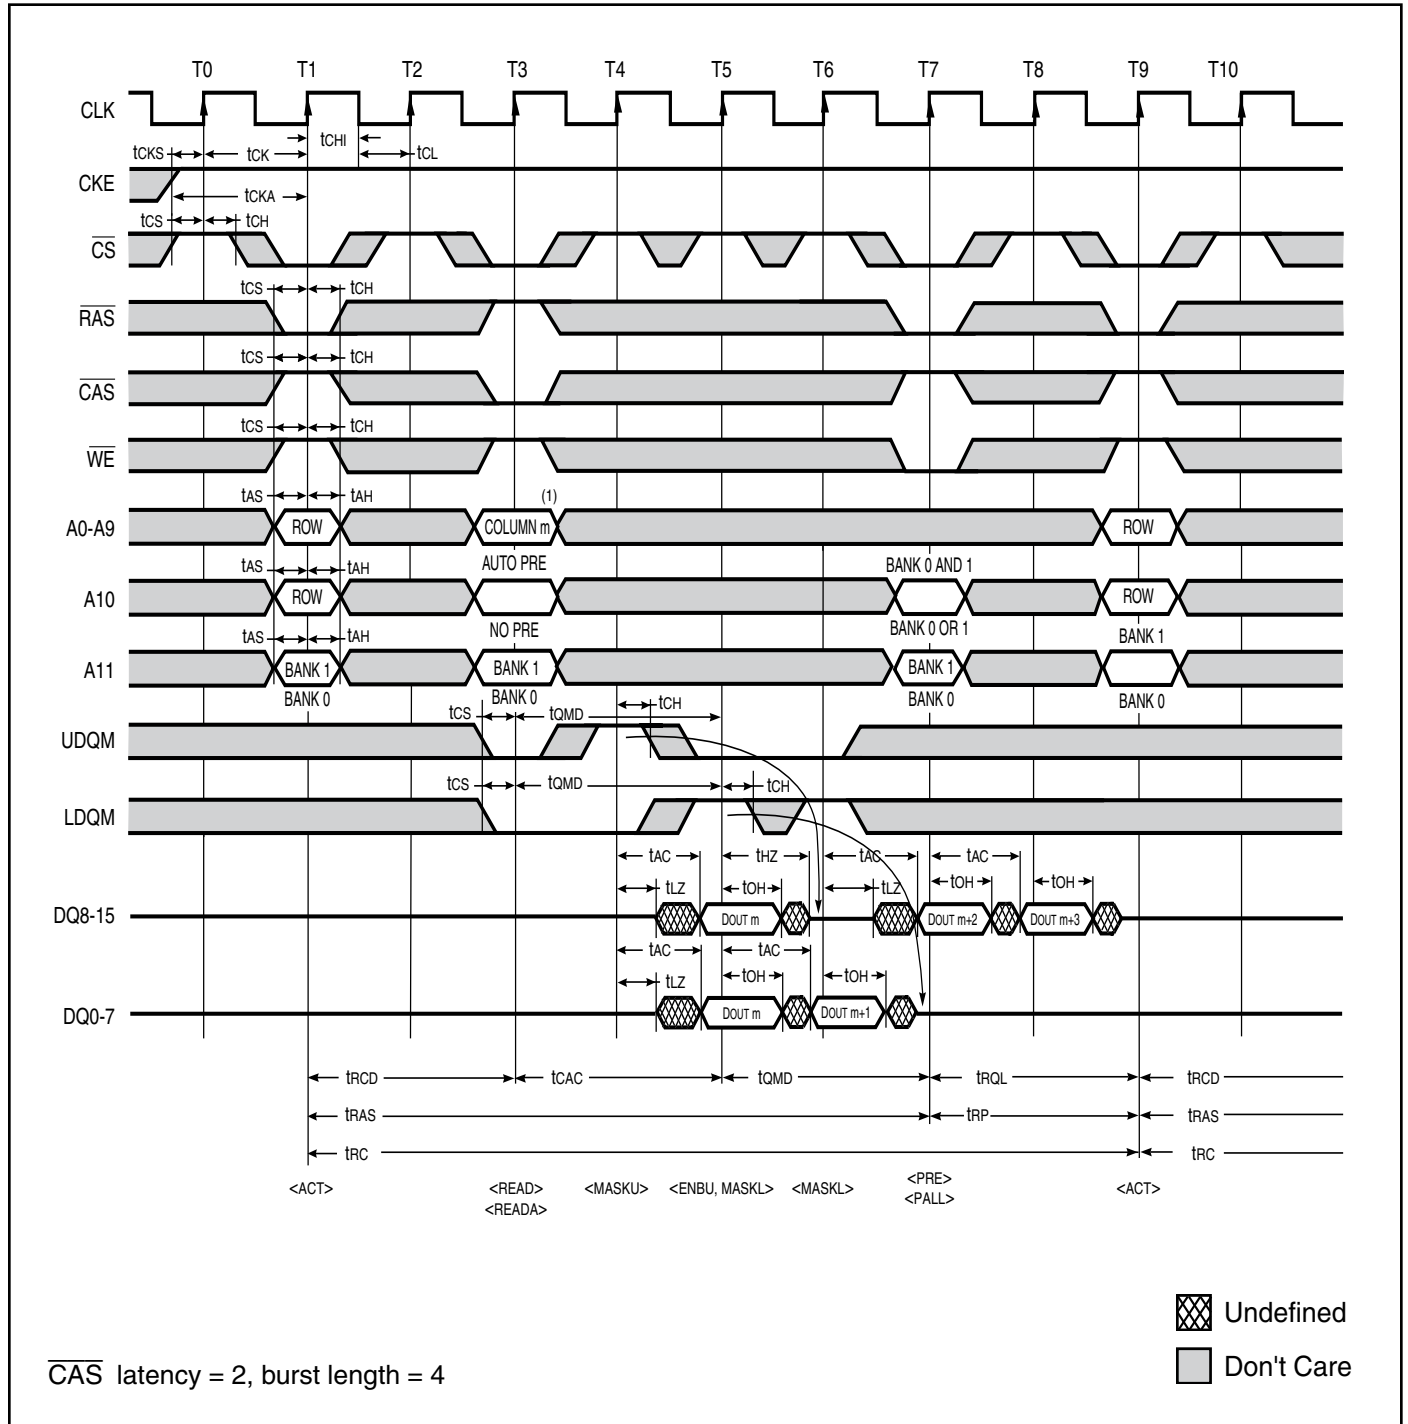 T0 T1 T2 T3 T4 T5 T6 T7 T8 T9 T10
CLK
tCHI
tCKS tCK tCL
CKE
tCKA
tCS tCH
CS
tCS tCH
RAS
tCS tCH
CAS
tCS tCH
WE
tAS tAH (1)
A0-A9 ROW COLUMN m ROW
AUTO PRE BANK 0 AND 1
tAS tAH
A10 ROW ROW
NO PRE BANK 0 OR 1 BANK 1
tAS tAH
A11 BANK 1 BANK 1 BANK 1
BANK 0 BANK 0 BANK 0 BANK 0
tCS tQMD tCH
UDQM
tCS tQMD tCH
LDQM
tAC tHZ tAC tAC
tLZ tOH tLZ tOH tOH
DQ8-15 DOUT m DOUT m+2 DOUT m+3
tAC tAC
tLZ tOH tOH
DQ0-7 DOUT m DOUT m+1
tRCD tCAC tQMD tRQL tRCD
tRAS tRP tRAS
tRC tRC
<ACT> <READ> <MASKU> <ENBU, MASKL> <MASKL> <PRE> <ACT>
<READA> <PALL>
Undefined
Don't Care
CAS latency = 2, burst length = 4